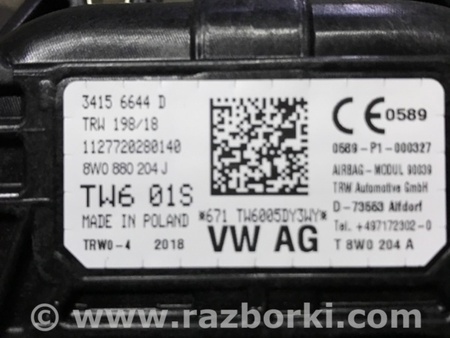 3415 6644 D
TRW 198/18
1127720280140
8W0 880 204 J
TW6 01S
MADE IN POLAND
TRW0-4 2018
*671 TW6005DY3WY*
VW AG
CE 0589
0589-P1-000327
AIRBAG-MODUL 90039
TRW Automotive GmbH
D-73553 Alfdorf
Tel. +497172302-0
T 8W0 204 A
© www.razborki.com